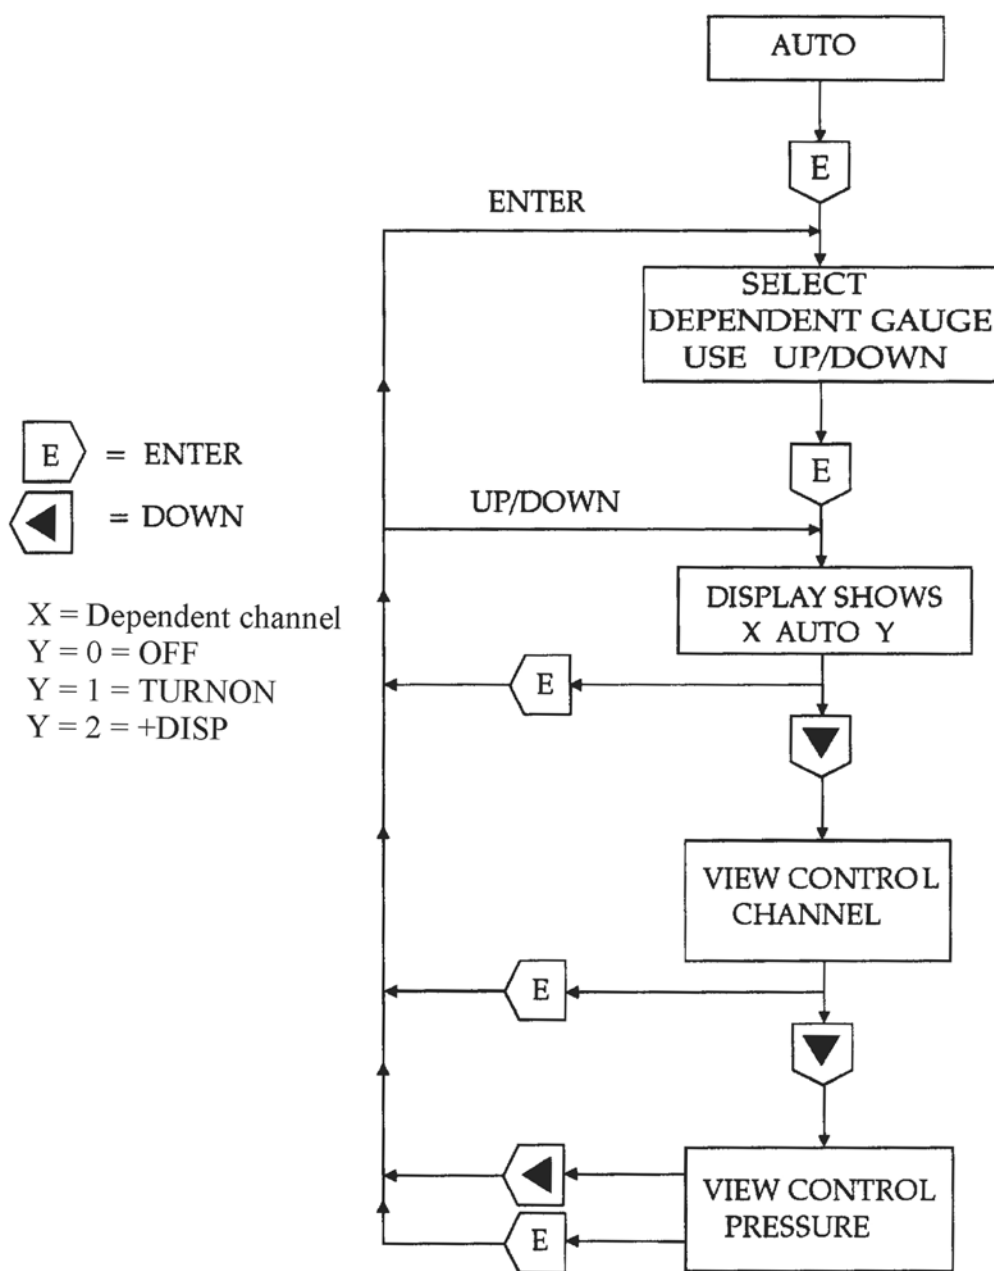 AUTO
E
ENTER
SELECT
DEPENDENT GAUGE
USE UP/DOWN
E = ENTER
E
UP/DOWN
= DOWN
DISPLAY SHOWS
X AUTO Y
X = Dependent channel
Y = 0 = OFF
Y = 1 = TURNON
Y = 2 = +DISP
E
VIEW CONTROL
CHANNEL
E
VIEW CONTROL
PRESSURE
E